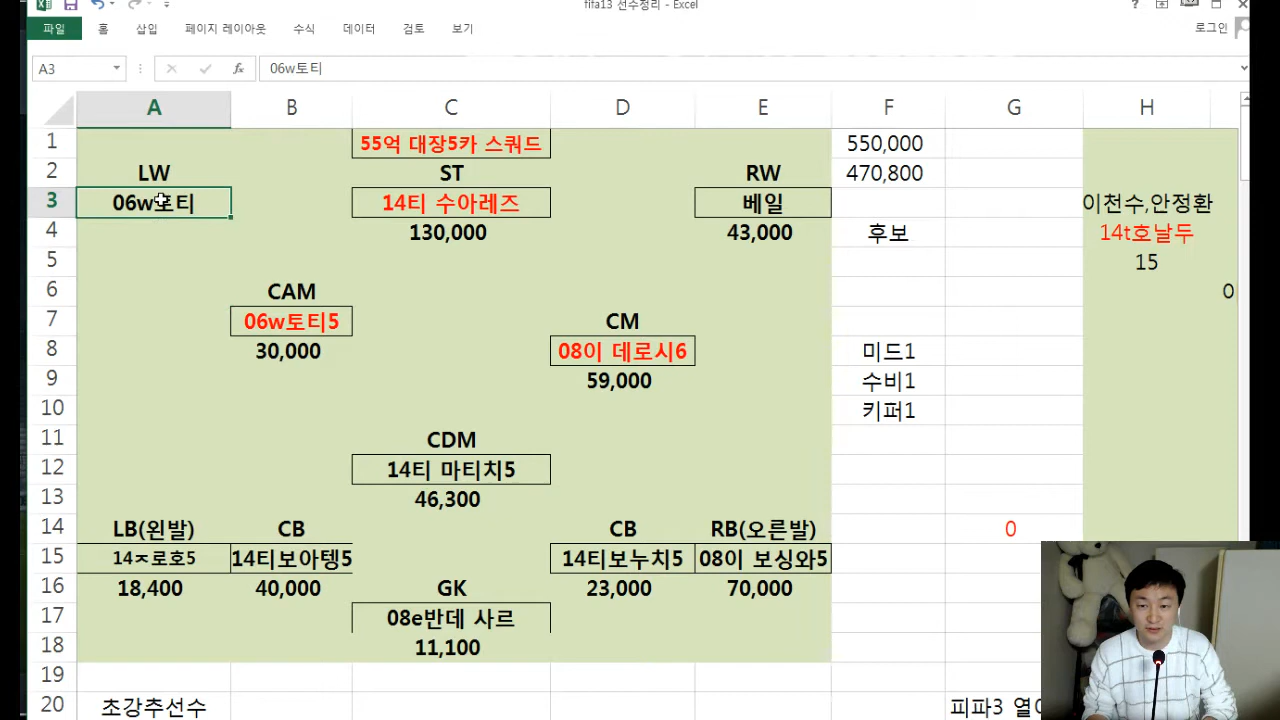 fifa13 선수정리 - Excel
파일 홈 삽입 페이지 레이아웃 수식 데이터 검토 보기 로그인
A3 fx 06w토티
A B C D E F G H
1 55억 대장5카 스쿼드 550,000
2 LW ST RW 470,800
3 06w토티 14티 수아레즈 베일 이천수,안정환
4 130,000 43,000 후보 14t호날두
5 15
6 CAM 0
7 06w토티5 CM
8 30,000 08이 데로시6 미드1
9 59,000 수비1
10 키퍼1
11 CDM
12 14티 마티치5
13 46,300
14 LB(왼발) CB CB RB(오른발) 0
15 14ㅈ로호5 14티보아텡5 14티보누치5 08이 보싱와5
16 18,400 40,000 GK 23,000 70,000
17 08e반데 사르
18 11,100
19
20 초강추선수 피파3